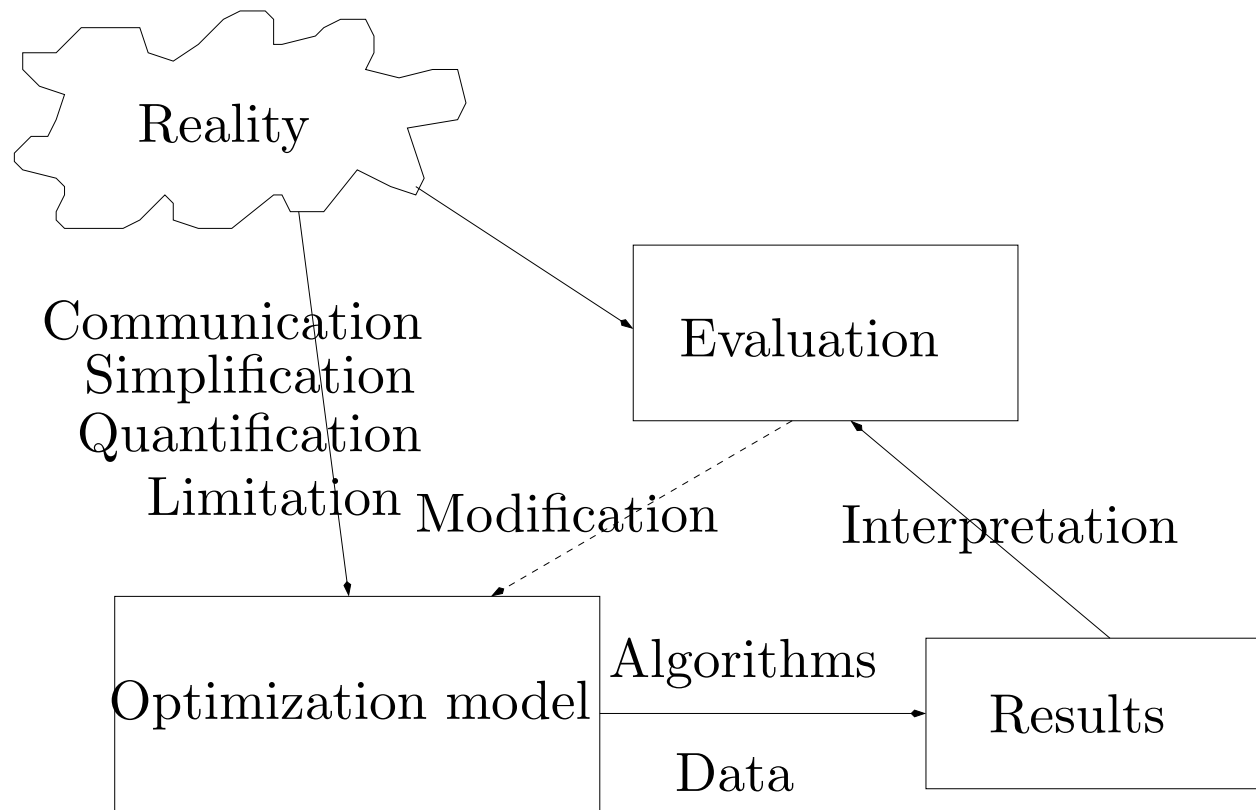 Reality
Communication
Simplification
Quantification
Limitation
Evaluation
Modification
Interpretation
Optimization model
Algorithms
Data
Results